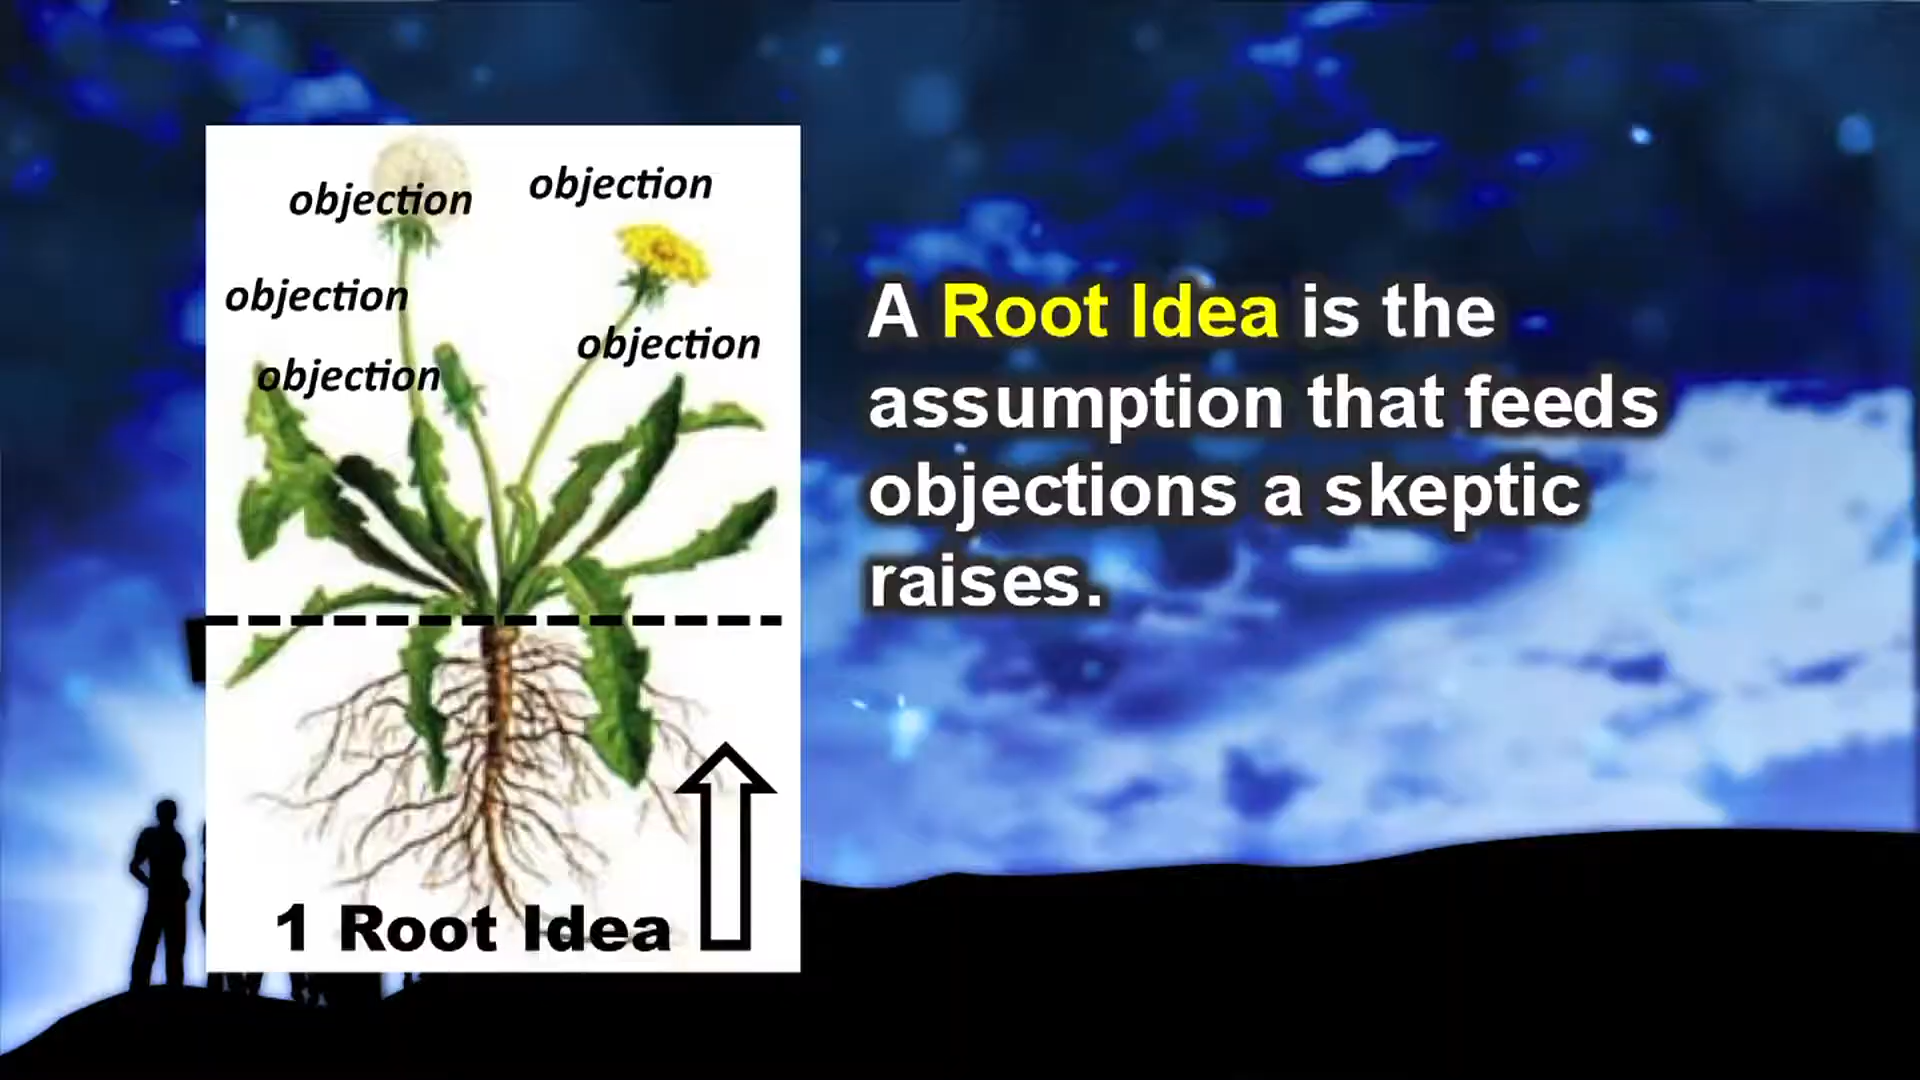 objection
objection
objection
objection
objection
1 Root Idea
A Root Idea is the
assumption that feeds
objections a skeptic
raises.